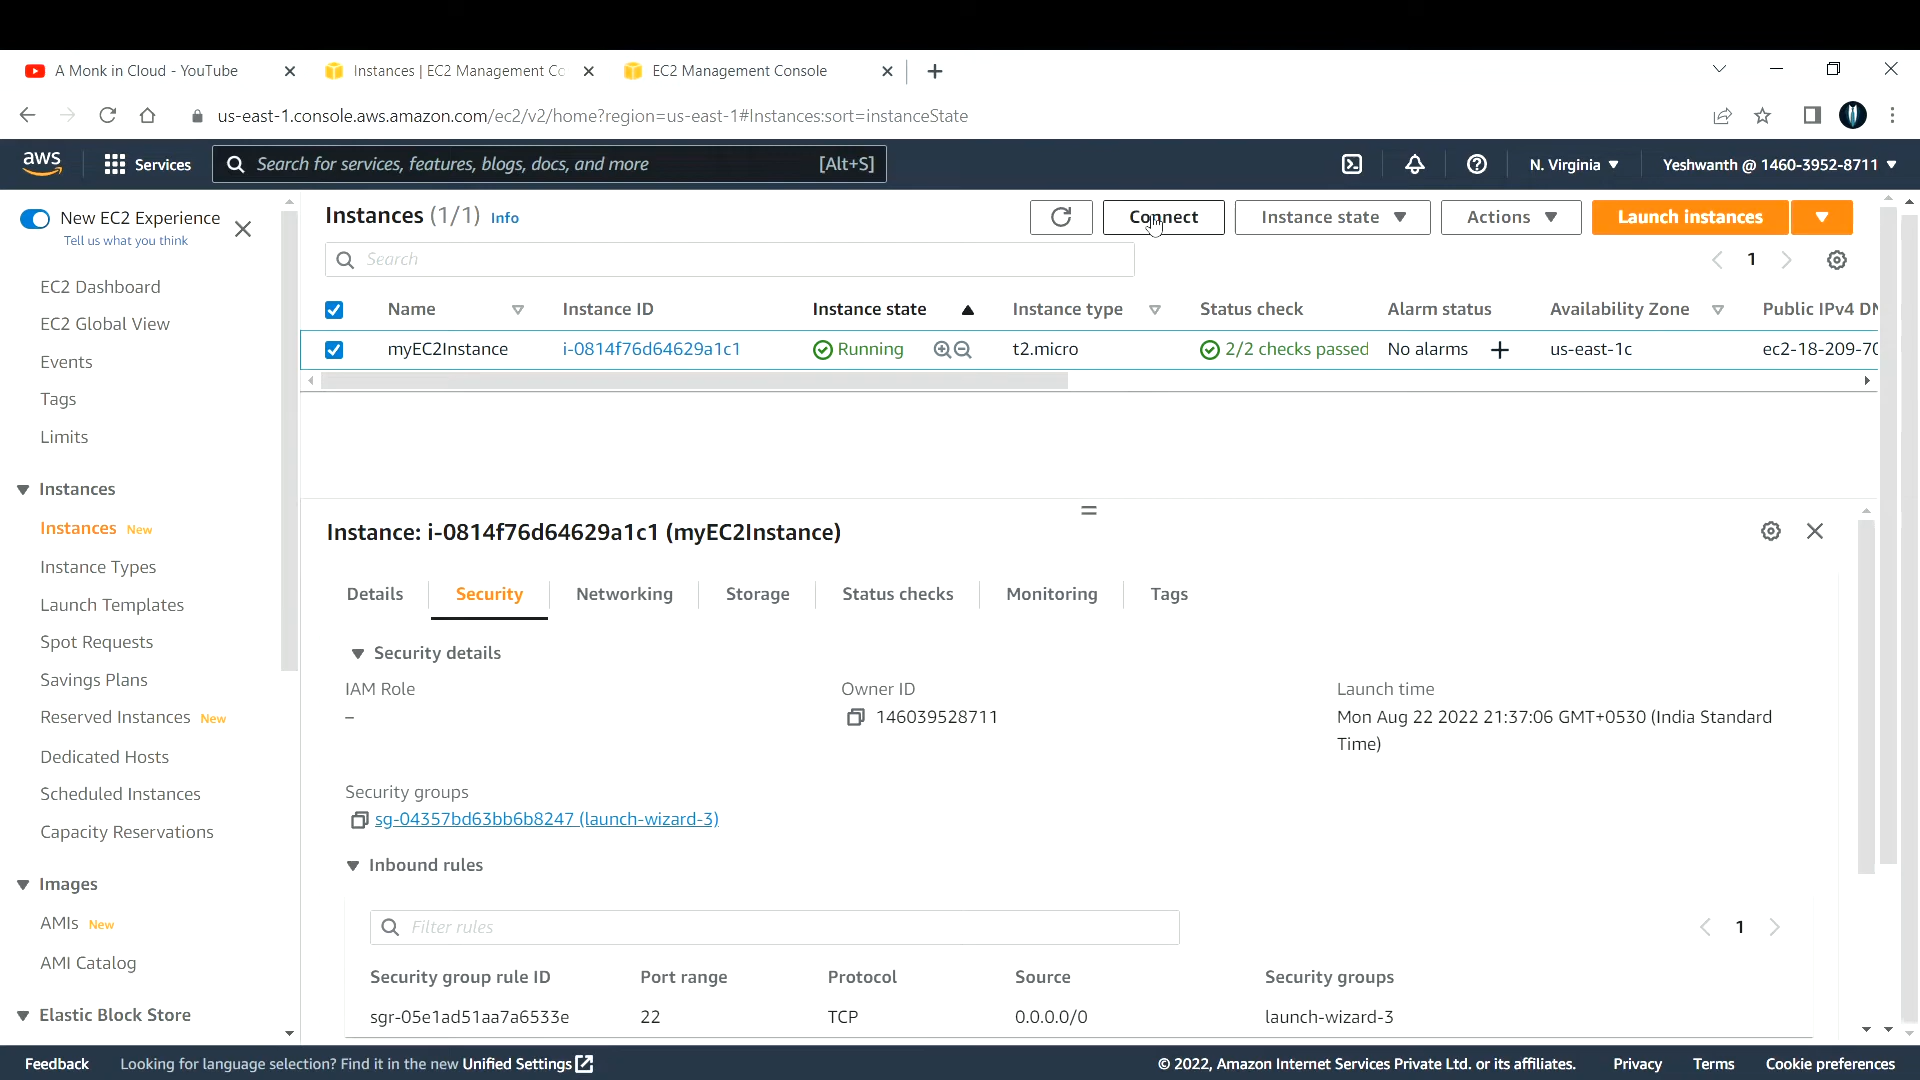 A Monk in Cloud - YouTube
Instances | EC2 Management Co
EC2 Management Console
us-east-1.console.aws.amazon.com/ec2/v2/home?region=us-east-1#Instances:sort=instanceState
aws
Services
Search for services, features, blogs, docs, and more
[Alt+S]
N. Virginia
Yeshwanth @ 1460-3952-8711
New EC2 Experience
Tell us what you think
EC2 Dashboard
EC2 Global View
Events
Tags
Limits
Instances
Instances New
Instance Types
Launch Templates
Spot Requests
Savings Plans
Reserved Instances New
Dedicated Hosts
Scheduled Instances
Capacity Reservations
Images
AMIs New
AMI Catalog
Elastic Block Store
Instances (1/1) Info
Connect
Instance state
Actions
Launch instances
Search
1
Name Instance ID Instance state Instance type Status check Alarm status Availability Zone Public IPv4 DN
myEC2Instance i-0814f76d64629a1c1 Running t2.micro 2/2 checks passed No alarms + us-east-1c ec2-18-209-70
Instance: i-0814f76d64629a1c1 (myEC2Instance)
Details Security Networking Storage Status checks Monitoring Tags
Security details
IAM Role
–
Owner ID
146039528711
Launch time
Mon Aug 22 2022 21:37:06 GMT+0530 (India Standard
Time)
Security groups
sg-04357bd63bb6b8247 (launch-wizard-3)
Inbound rules
Filter rules
1
Security group rule ID Port range Protocol Source Security groups
sgr-05e1ad51aa7a6533e 22 TCP 0.0.0.0/0 launch-wizard-3
Feedback Looking for language selection? Find it in the new Unified Settings © 2022, Amazon Internet Services Private Ltd. or its affiliates. Privacy Terms Cookie preferences